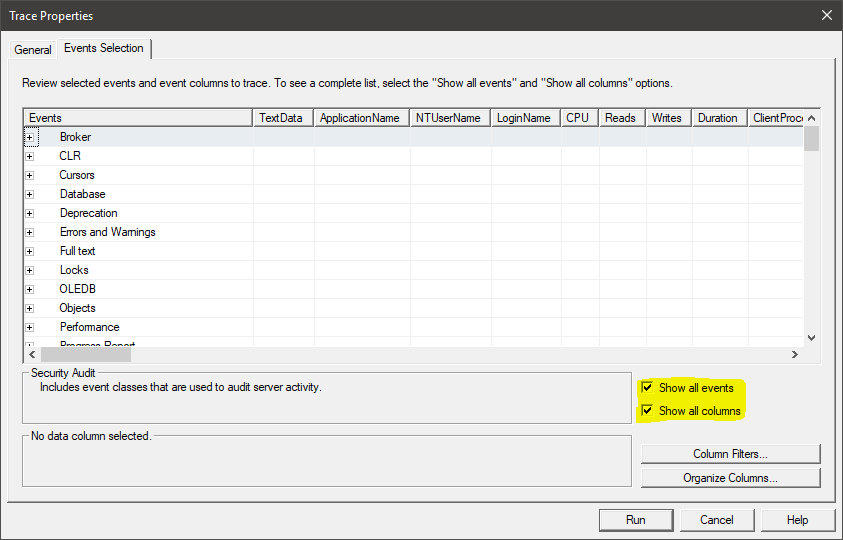 Trace Properties
General
Events Selection
Review selected events and event columns to trace. To see a complete list, select the "Show all events" and "Show all columns" options.
Events TextData ApplicationName NTUserName LoginName CPU Reads Writes Duration ClientProce
Broker
CLR
Cursors
Database
Deprecation
Errors and Warnings
Full text
Locks
OLEDB
Objects
Performance
Progress Report
Security Audit
Includes event classes that are used to audit server activity.
Show all events
Show all columns
No data column selected.
Column Filters...
Organize Columns...
Run
Cancel
Help